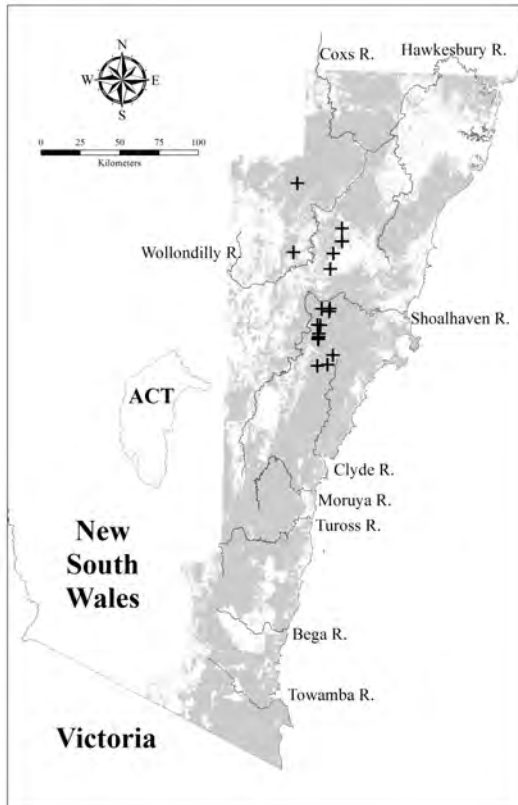 Coxs R.
Hawkesbury R.
N
W
E
S
0
25
50
75
100
Kilometers
Wollondilly R.
Shoalhaven R.
ACT
Clyde R.
Moruya R.
Tuross R.
New
South
Wales
Bega R.
Towamba R.
Victoria